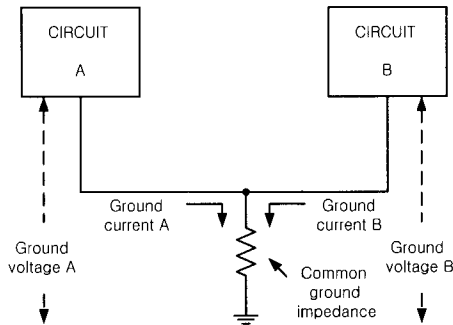 CIRCUIT
A
CIRCUIT
B
Ground
current A
Ground
current B
Ground
voltage A
Common
ground
impedance
Ground
voltage B